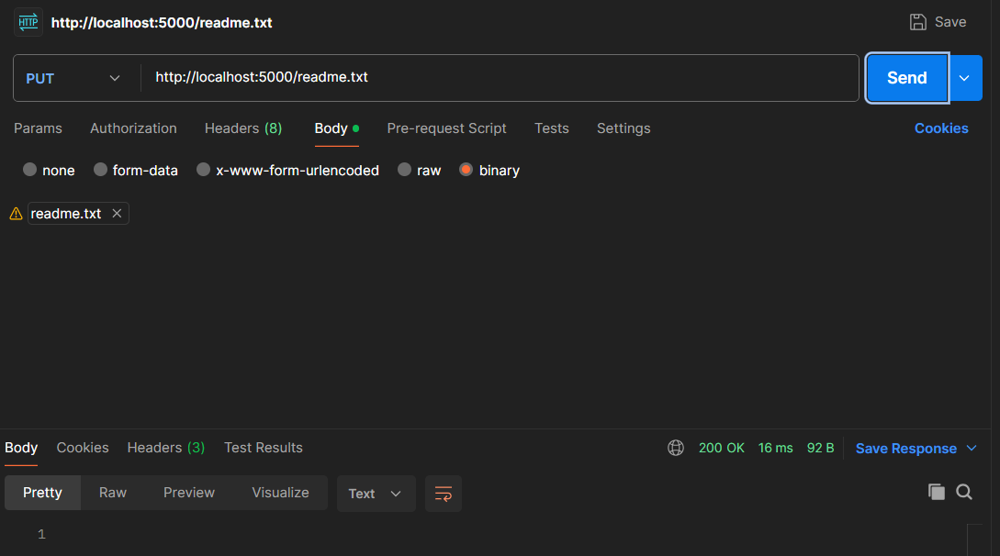 HTTP http://localhost:5000/readme.txt Save
PUT http://localhost:5000/readme.txt Send
Params Authorization Headers (8) Body Pre-request Script Tests Settings Cookies
none form-data x-www-form-urlencoded raw binary
readme.txt
Body Cookies Headers (3) Test Results 200 OK 16 ms 92 B Save Response
Pretty Raw Preview Visualize Text
1